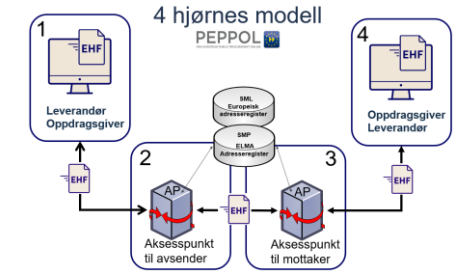 4 hjørnes modell
PEPPOL
1
EHF
Leverandør
Oppdragsgiver
4
EHF
Oppdragsgiver
Leverandør
SML
Europeisk
adresseregister
SMP
ELMA
Adresseregister
2
3
EHF
EHF
EHF
AP
AP
Aksesspunkt
til avsender
Aksesspunkt
til mottaker